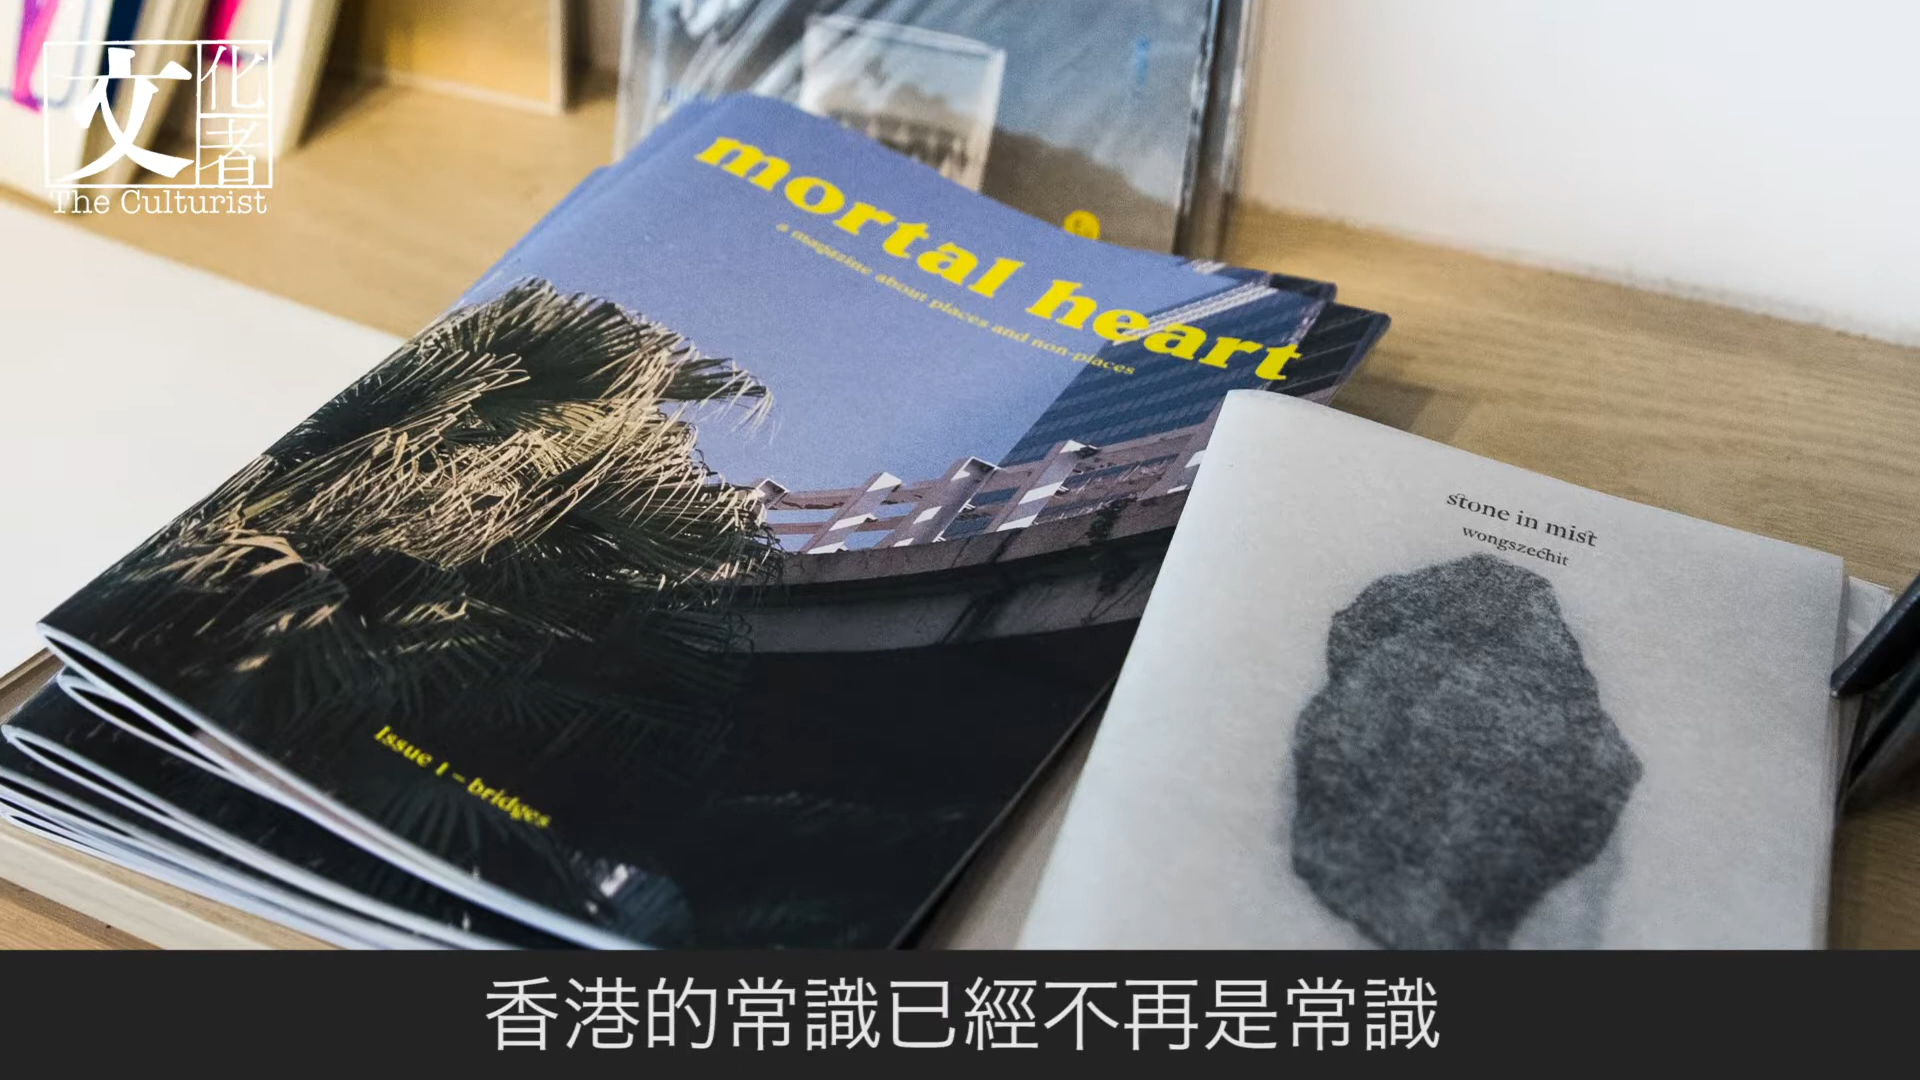 文化者
The Culturist
mortal heart
a magazine about places and non-places
Issue 1 – bridges
stone in mist
wongszechit
香港的常識已經不再是常識